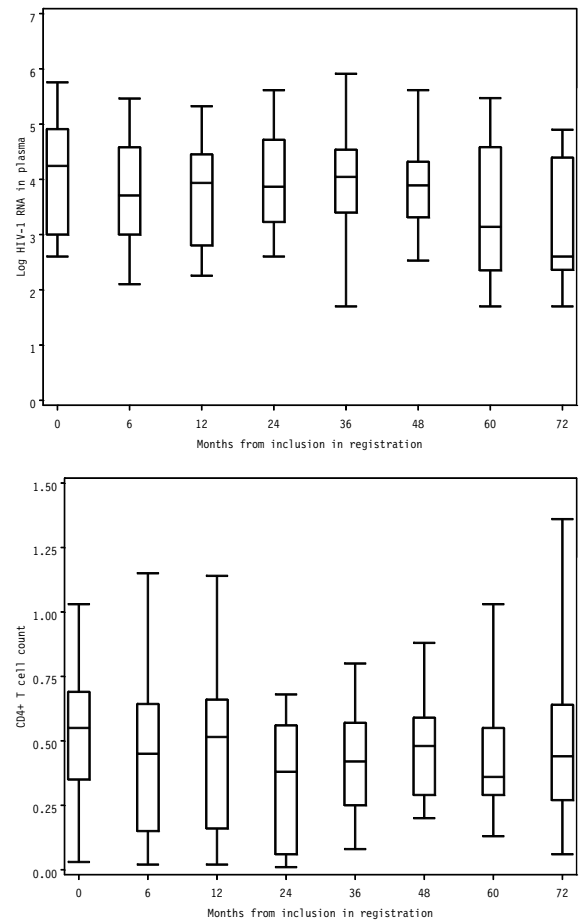 Log HIV-1 RNA in plasma
7
6
5
4
3
2
1
0
0 6 12 24 36 48 60 72
Months from inclusion in registration
CD4+ T cell count
1.50
1.25
1.00
0.75
0.50
0.25
0.00
0 6 12 24 36 48 60 72
Months from inclusion in registration